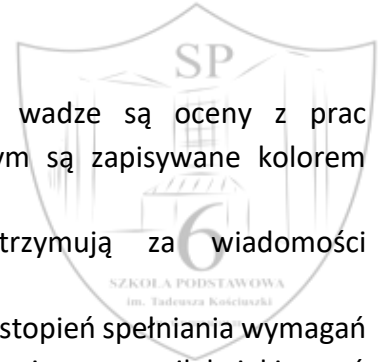 SP
wadze są oceny z prac
ym są zapisywane kolorem
trzymują za wiadomości
6
SZKOŁA PODSTAWOWA
im. Tadeusza Kościuszki
stopień spełniania wymagań